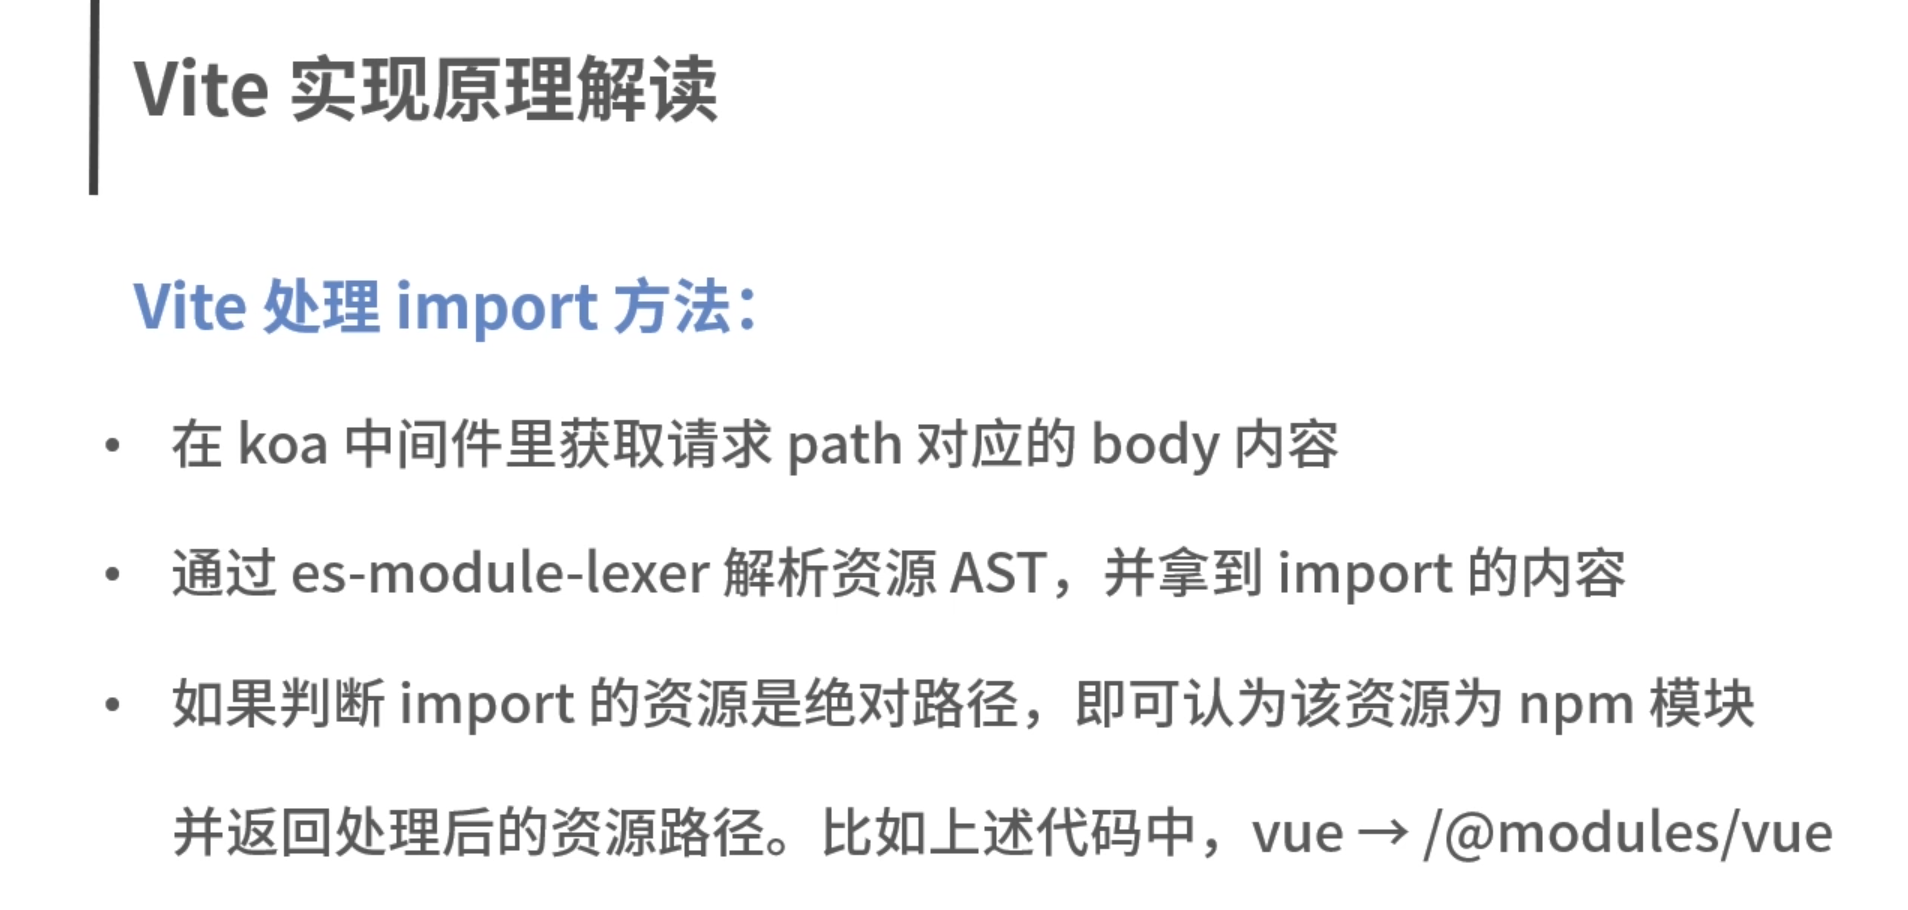 Vite 实现原理解读
Vite 处理 import 方法：
• 在 koa 中间件里获取请求 path 对应的 body 内容
• 通过 es-module-lexer 解析资源 AST，并拿到 import 的内容
• 如果判断 import 的资源是绝对路径，即可认为该资源为 npm 模块
并返回处理后的资源路径。比如上述代码中，vue → /@modules/vue